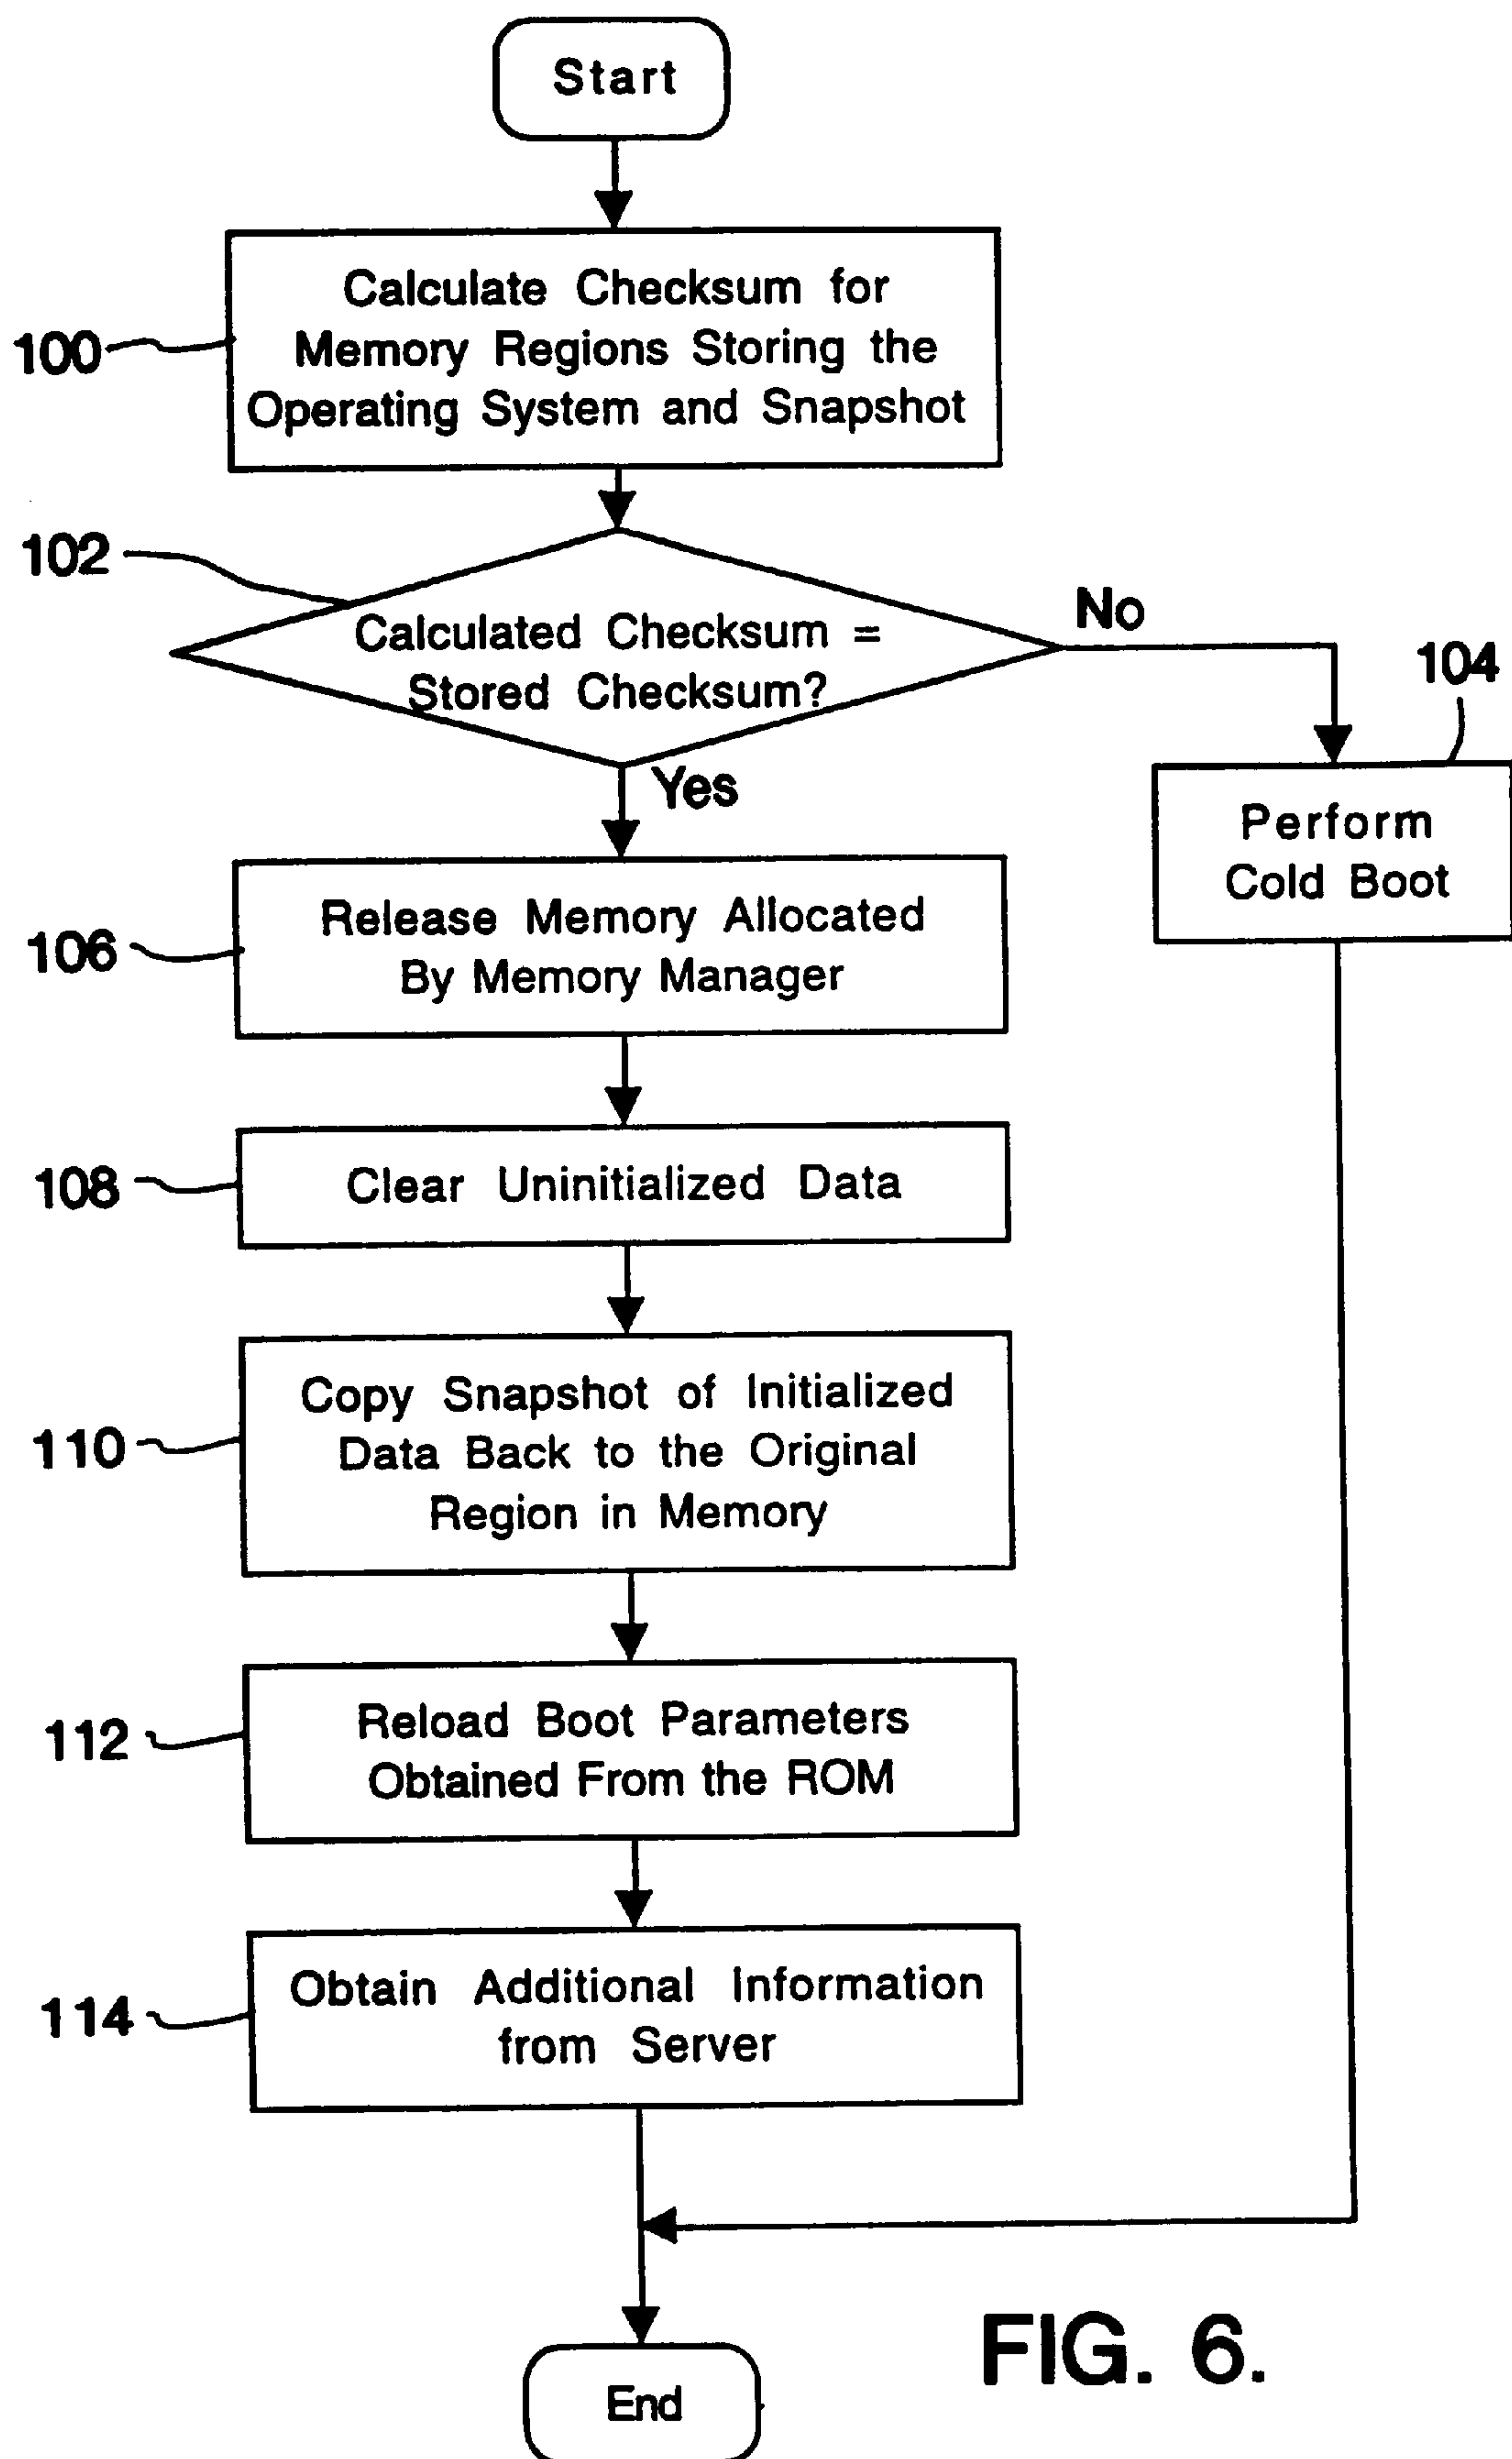 Start
100
Calculate Checksum for
Memory Regions Storing the
Operating System and Snapshot
102
Calculated Checksum =
Stored Checksum?
No
104
Perform
Cold Boot
Yes
106
Release Memory Allocated
By Memory Manager
108
Clear Uninitialized Data
110
Copy Snapshot of Initialized
Data Back to the Original
Region in Memory
112
Reload Boot Parameters
Obtained From the ROM
114
Obtain Additional Information
from Server
End
FIG. 6.